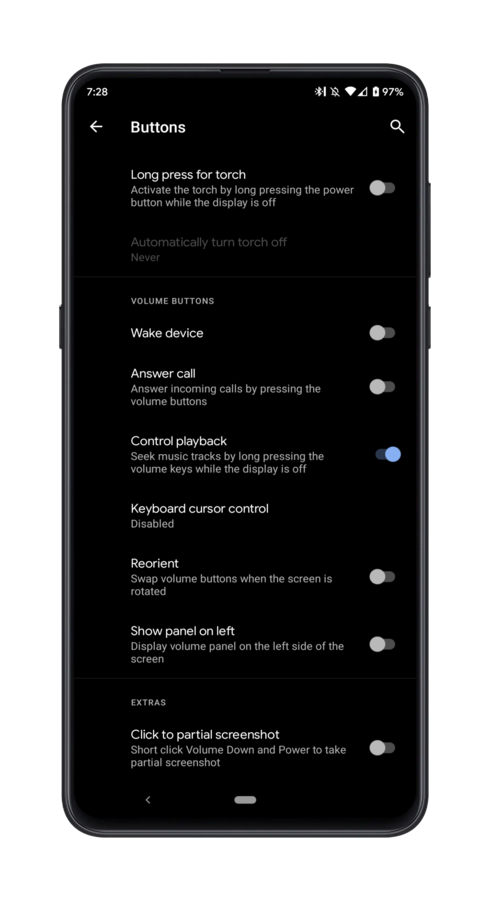 7:28
97%
Buttons
Long press for torch
Activate the torch by long pressing the power
button while the display is off
Automatically turn torch off
Never
VOLUME BUTTONS
Wake device
Answer call
Answer incoming calls by pressing the
volume buttons
Control playback
Seek music tracks by long pressing the
volume keys while the display is off
Keyboard cursor control
Disabled
Reorient
Swap volume buttons when the screen is
rotated
Show panel on left
Display volume panel on the left side of the
screen
EXTRAS
Click to partial screenshot
Short click Volume Down and Power to take
partial screenshot